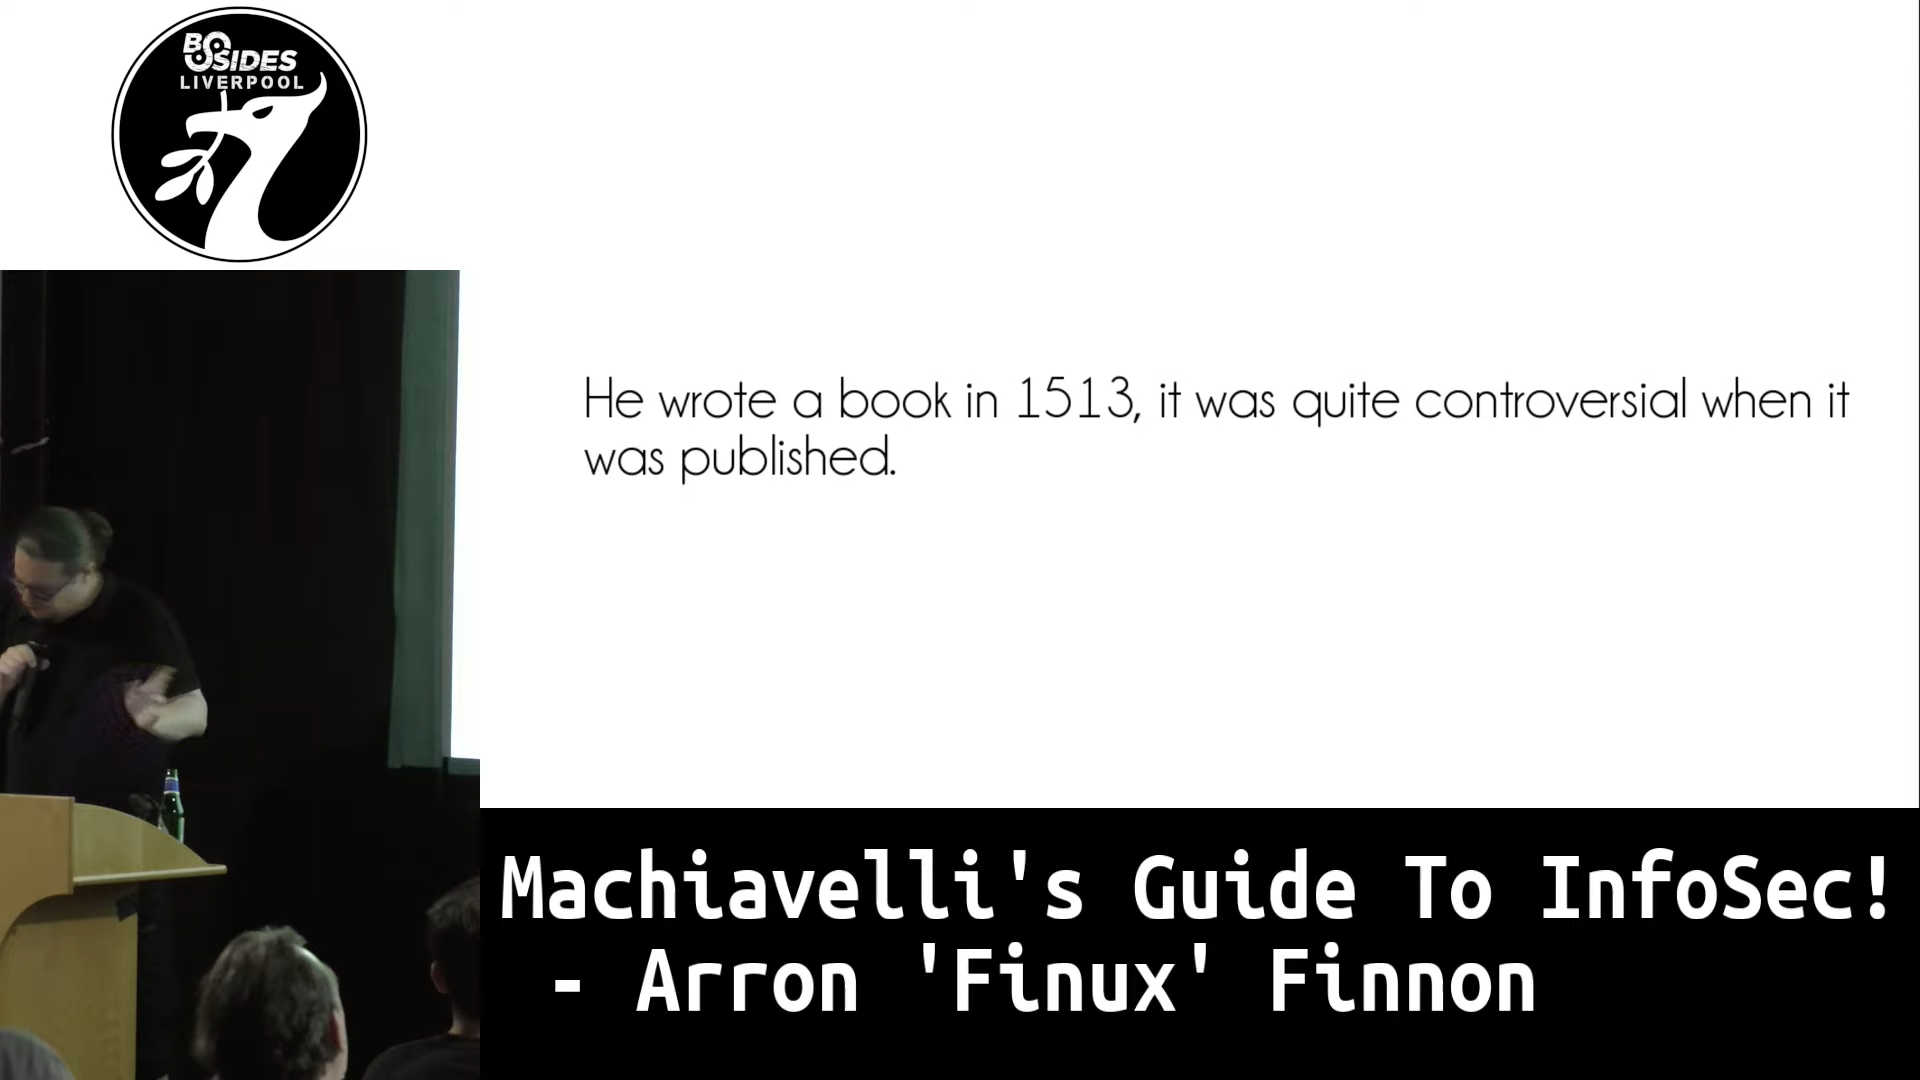 BSIDES
LIVERPOOL
He wrote a book in 1513, it was quite controversial when it
was published.
Machiavelli's Guide To InfoSec!
- Arron 'Finux' Finnon